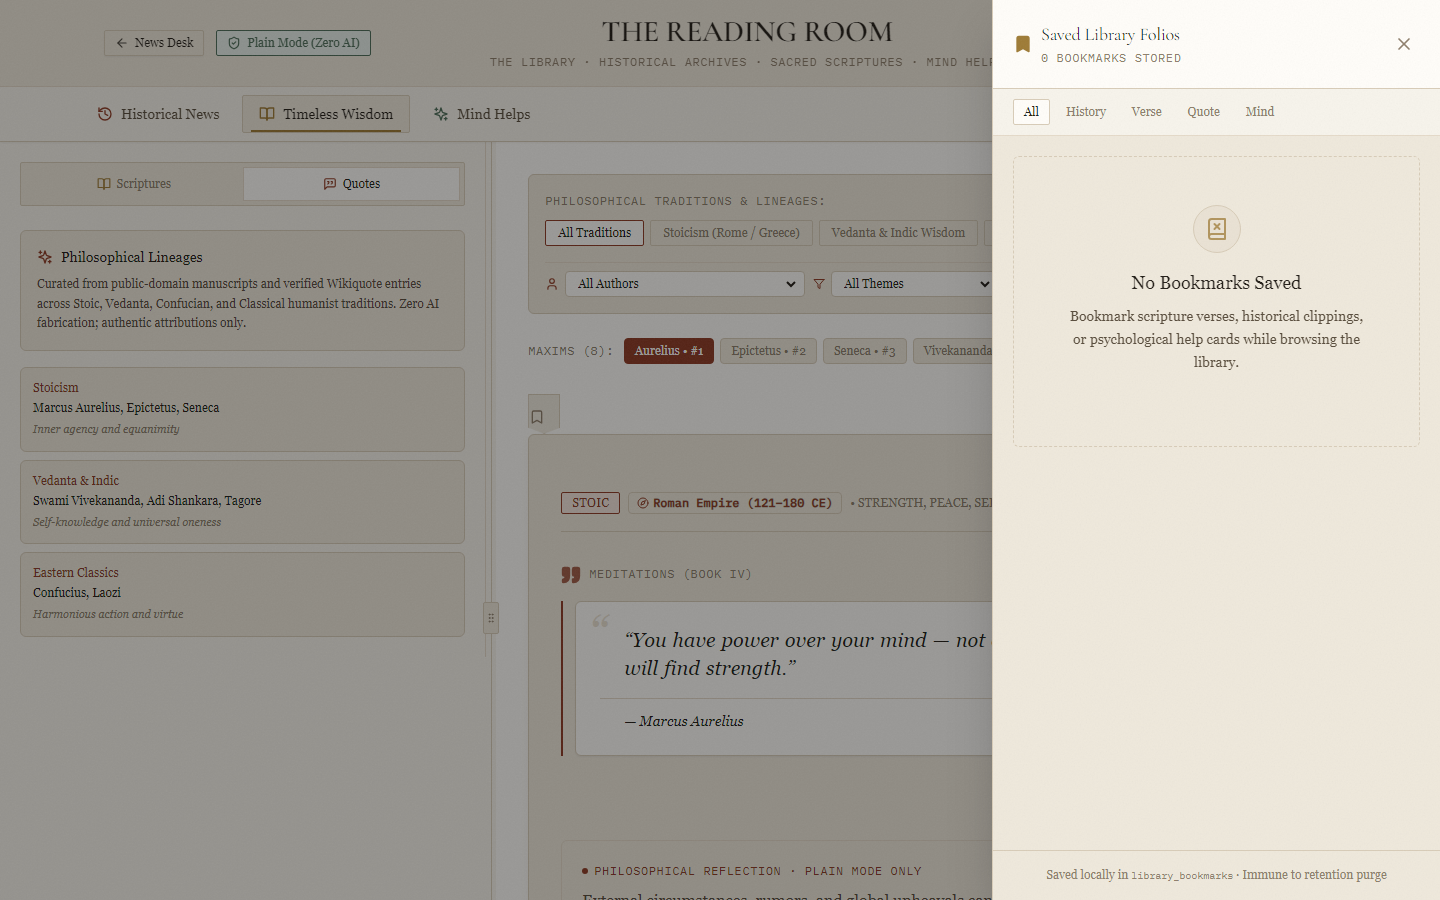 News Desk
Plain Mode (Zero AI)
THE READING ROOM
THE LIBRARY · HISTORICAL ARCHIVES · SACRED SCRIPTURES · MIND HELP
Historical News
Timeless Wisdom
Mind Helps
Scriptures
Quotes
Philosophical Lineages
Curated from public-domain manuscripts and verified Wikiquote entries
across Stoic, Vedanta, Confucian, and Classical humanist traditions. Zero AI
fabrication; authentic attributions only.
Stoicism
Marcus Aurelius, Epictetus, Seneca
Inner agency and equanimity
Vedanta & Indic
Swami Vivekananda, Adi Shankara, Tagore
Self-knowledge and universal oneness
Eastern Classics
Confucius, Laozi
Harmonious action and virtue
PHILOSOPHICAL TRADITIONS & LINEAGES:
All Traditions
Stoicism (Rome / Greece)
Vedanta & Indic Wisdom
All Authors
All Themes
MAXIMS (8):
Aurelius • #1
Epictetus • #2
Seneca • #3
Vivekananda
STOIC
Roman Empire (121–180 CE)
• STRENGTH, PEACE,
MEDITATIONS (BOOK IV)
“You have power over your mind — not
will find strength.”
— Marcus Aurelius
PHILOSOPHICAL REFLECTION · PLAIN MODE ONLY
External circumstances, rumors, and global upheavals
Saved Library Folios
0 BOOKMARKS STORED
All
History
Verse
Quote
Mind
No Bookmarks Saved
Bookmark scripture verses, historical clippings,
or psychological help cards while browsing the
library.
Saved locally in library_bookmarks · Immune to retention purge